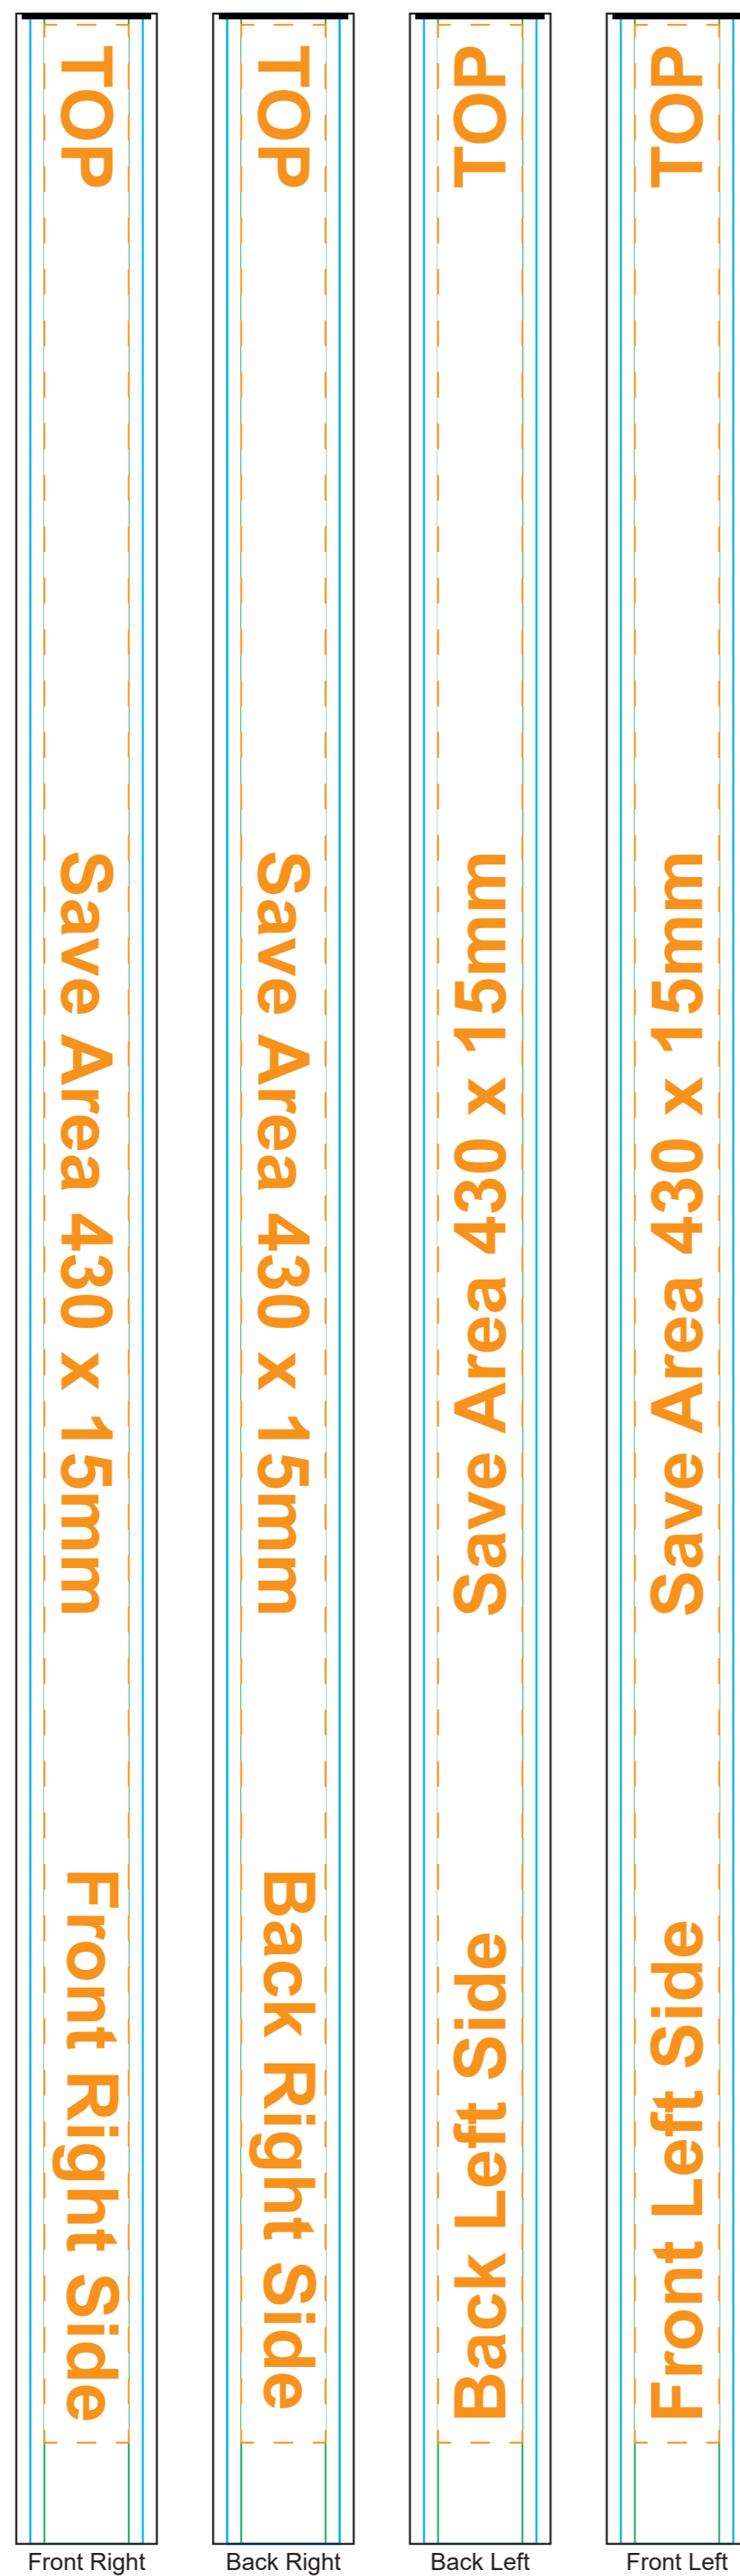 TOP
Save Area 430 x 15mm
Front Right Side
Front Right
TOP
Save Area 430 x 15mm
Back Right Side
Back Right
TOP
Save Area 430 x 15mm
Back Left Side
Back Left
TOP
Save Area 430 x 15mm
Front Left Side
Front Left